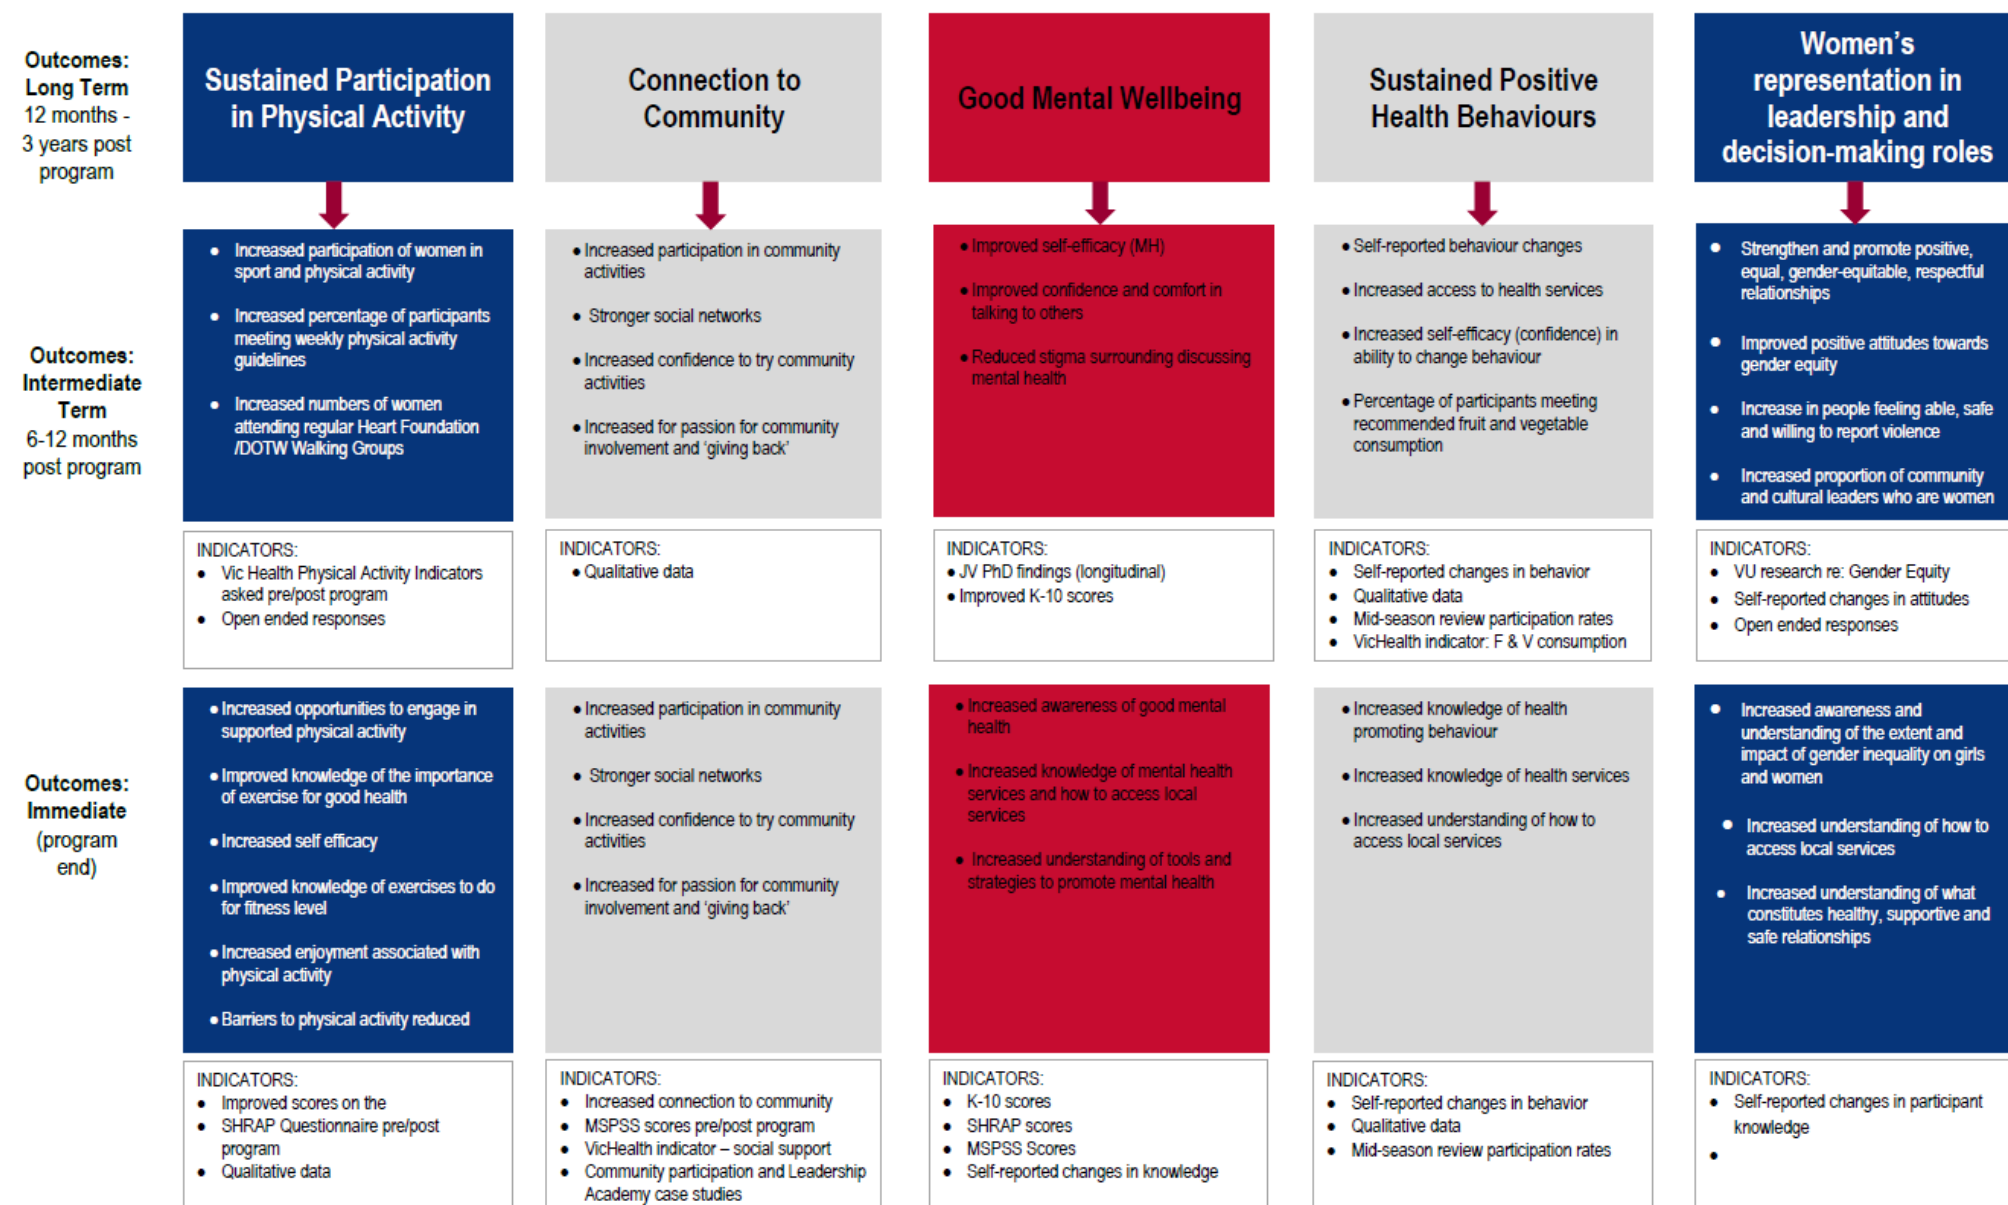 Outcomes:
Long Term
12 months -
3 years post
program
Sustained Participation
in Physical Activity
Connection to
Community
Good Mental Wellbeing
Sustained Positive
Health Behaviours
Women's
representation in
leadership and
decision-making roles
Outcomes:
Intermediate
Term
6-12 months
post program
● Increased participation of women in
sport and physical activity
● Increased percentage of participants
meeting weekly physical activity
guidelines
● Increased numbers of women
attending regular Heart Foundation
/DOTW Walking Groups
● Increased participation in community
activities
● Stronger social networks
● Increased confidence to try community
activities
● Increased for passion for community
involvement and ‘giving back’
● Improved self-efficacy (MH)
● Improved confidence and comfort in
talking to others
● Reduced stigma surrounding discussing
mental health
● Self-reported behaviour changes
● Increased access to health services
● Increased self-efficacy (confidence) in
ability to change behaviour
● Percentage of participants meeting
recommended fruit and vegetable
consumption
● Strengthen and promote positive,
equal, gender-equitable, respectful
relationships
● Improved positive attitudes towards
gender equity
● Increase in people feeling able, safe
and willing to report violence
● Increased proportion of community
and cultural leaders who are women
INDICATORS:
● Vic Health Physical Activity Indicators
asked pre/post program
● Open ended responses
INDICATORS:
● Qualitative data
INDICATORS:
● JV PhD findings (longitudinal)
● Improved K-10 scores
INDICATORS:
● Self-reported changes in behavior
● Qualitative data
● Mid-season review participation rates
● VicHealth indicator: F & V consumption
INDICATORS:
● VU research re: Gender Equity
● Self-reported changes in attitudes
● Open ended responses
Outcomes:
Immediate
(program
end)
● Increased opportunities to engage in
supported physical activity
● Improved knowledge of the importance
of exercise for good health
● Increased self efficacy
● Improved knowledge of exercises to do
for fitness level
● Increased enjoyment associated with
physical activity
● Barriers to physical activity reduced
● Increased participation in community
activities
● Stronger social networks
● Increased confidence to try community
activities
● Increased for passion for community
involvement and ‘giving back’
● Increased awareness of good mental
health
● Increased knowledge of mental health
services and how to access local
services
● Increased understanding of tools and
strategies to promote mental health
● Increased knowledge of health
promoting behaviour
● Increased knowledge of health services
● Increased understanding of how to
access local services
● Increased awareness and
understanding of the extent and
impact of gender inequality on girls
and women
● Increased understanding of how to
access local services
● Increased understanding of what
constitutes healthy, supportive and
safe relationships
INDICATORS:
● Improved scores on the
● SHRAP Questionnaire pre/post
program
● Qualitative data
INDICATORS:
● Increased connection to community
● MSPSS scores pre/post program
● VicHealth indicator – social support
● Community participation and Leadership
Academy case studies
INDICATORS:
● K-10 scores
● SHRAP scores
● MSPSS Scores
● Self-reported changes in knowledge
INDICATORS:
● Self-reported changes in behavior
● Qualitative data
● Mid-season review participation rates
INDICATORS:
● Self-reported changes in participant
knowledge
●